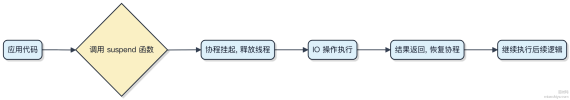 应用代码
调用 suspend 函数
协程挂起, 释放线程
IO 操作执行
结果返回, 恢复协程
继续执行后续逻辑